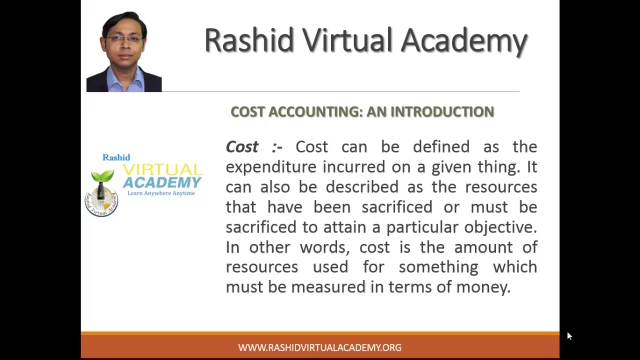 Rashid Virtual Academy
COST ACCOUNTING: AN INTRODUCTION
Rashid
VIRTUAL
ACADEMY
Learn Anywhere Anytime
Cost :- Cost can be defined as the
expenditure incurred on a given thing. It
can also be described as the resources
that have been sacrificed or must be
sacrificed to attain a particular objective.
In other words, cost is the amount of
resources used for something which
must be measured in terms of money.
WWW.RASHIDVIRTUALACADEMY.ORG